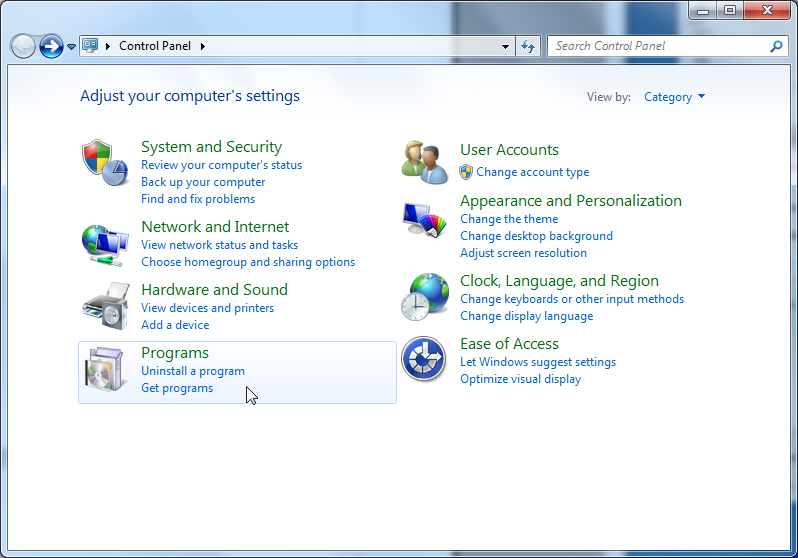 Control Panel
Search Control Panel
Adjust your computer's settings
View by: Category
System and Security
Review your computer's status
Back up your computer
Find and fix problems
Network and Internet
View network status and tasks
Choose homegroup and sharing options
Hardware and Sound
View devices and printers
Add a device
Programs
Uninstall a program
Get programs
User Accounts
Change account type
Appearance and Personalization
Change the theme
Change desktop background
Adjust screen resolution
Clock, Language, and Region
Change keyboards or other input methods
Change display language
Ease of Access
Let Windows suggest settings
Optimize visual display